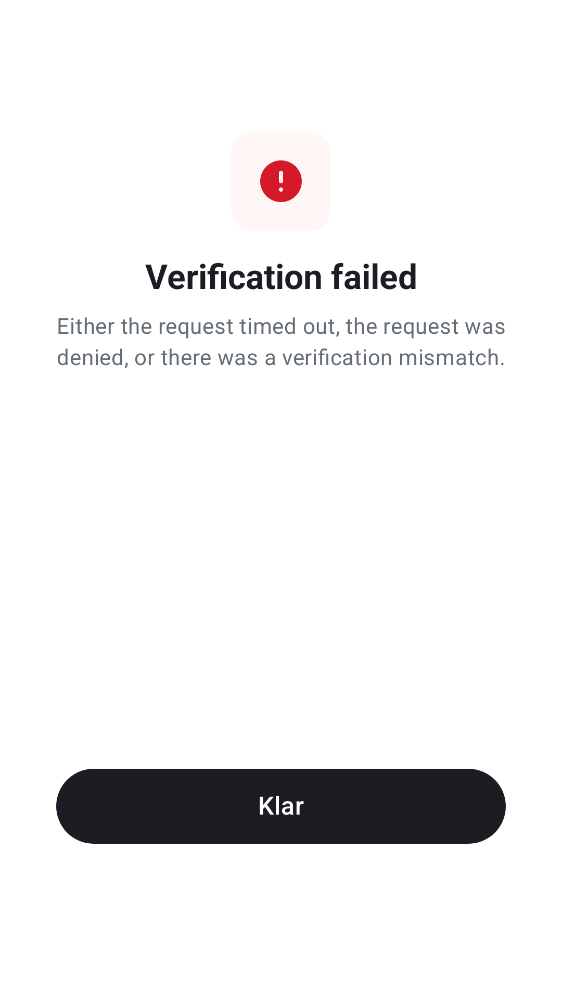 Verification failed
Either the request timed out, the request was
denied, or there was a verification mismatch.
Klar